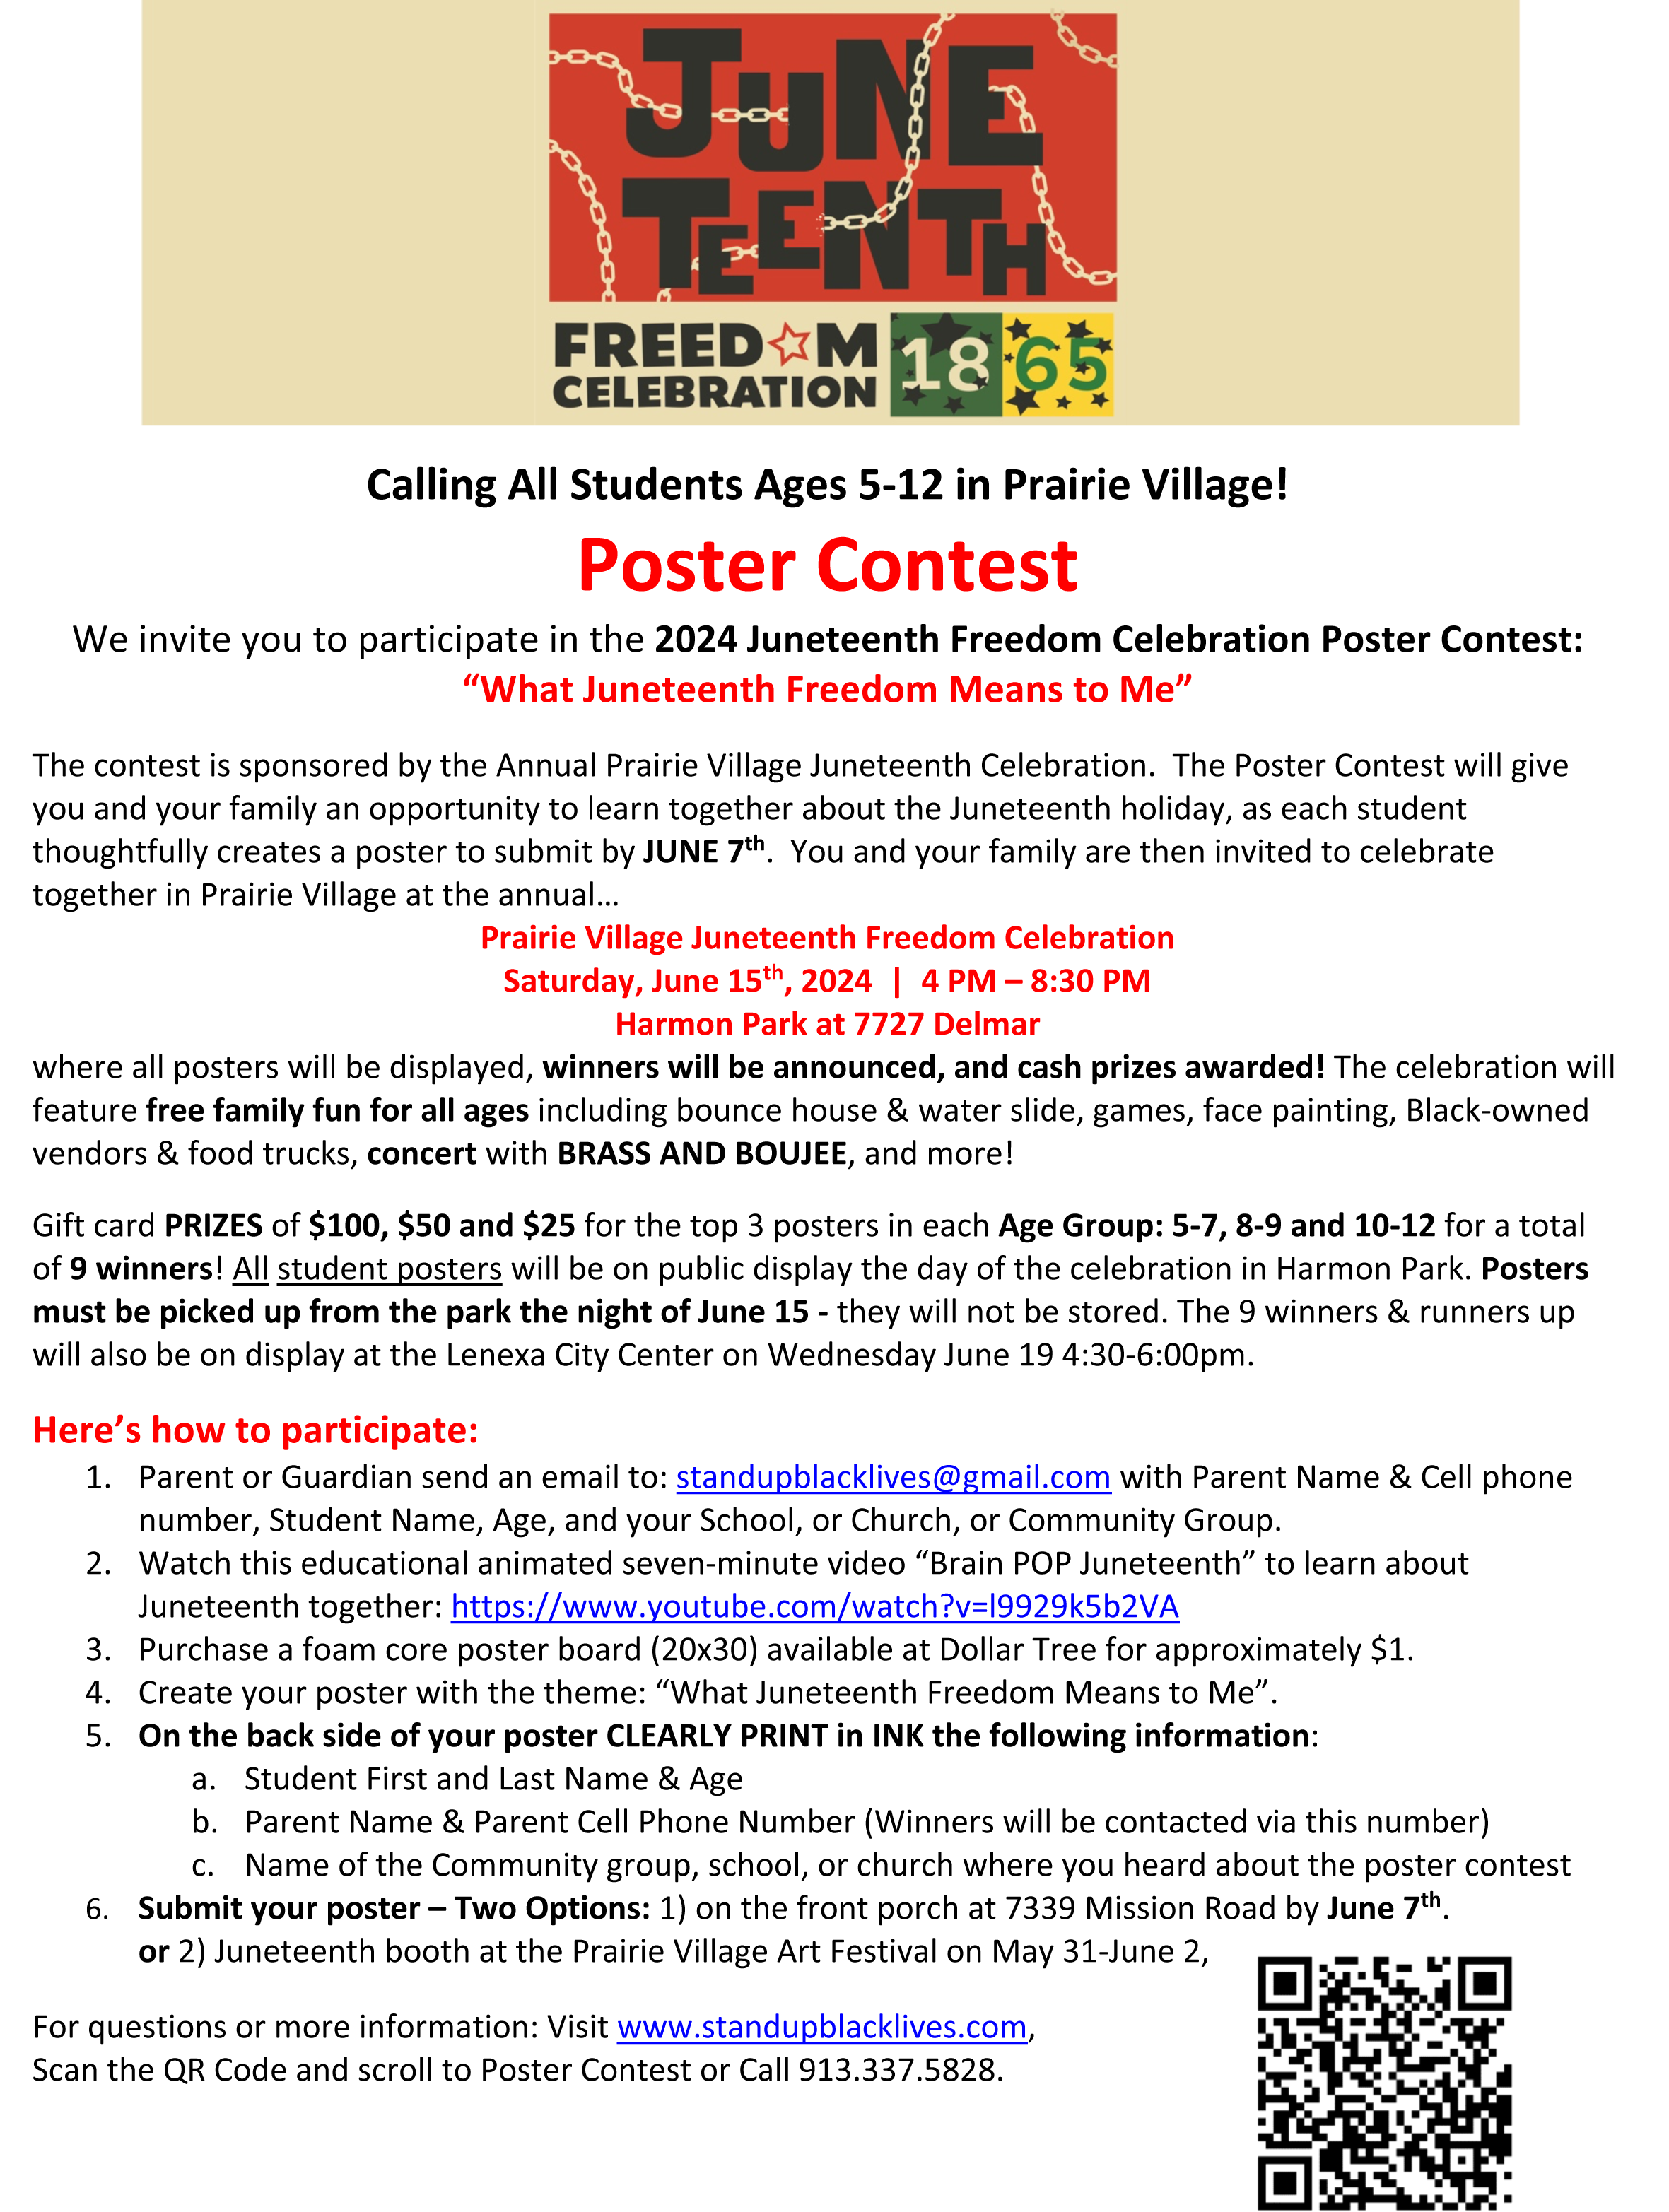 JUNE
TEENTH
FREEDOM
CELEBRATION
1865
Calling All Students Ages 5-12 in Prairie Village!
Poster Contest
We invite you to participate in the 2024 Juneteenth Freedom Celebration Poster Contest:
“What Juneteenth Freedom Means to Me”
The contest is sponsored by the Annual Prairie Village Juneteenth Celebration.  The Poster Contest will give
you and your family an opportunity to learn together about the Juneteenth holiday, as each student
thoughtfully creates a poster to submit by JUNE 7th.  You and your family are then invited to celebrate
together in Prairie Village at the annual…
Prairie Village Juneteenth Freedom Celebration
Saturday, June 15th, 2024  |  4 PM – 8:30 PM
Harmon Park at 7727 Delmar
where all posters will be displayed, winners will be announced, and cash prizes awarded! The celebration will
feature free family fun for all ages including bounce house & water slide, games, face painting, Black-owned
vendors & food trucks, concert with BRASS AND BOUJEE, and more!
Gift card PRIZES of $100, $50 and $25 for the top 3 posters in each Age Group: 5-7, 8-9 and 10-12 for a total
of 9 winners! All student posters will be on public display the day of the celebration in Harmon Park. Posters
must be picked up from the park the night of June 15 - they will not be stored. The 9 winners & runners up
will also be on display at the Lenexa City Center on Wednesday June 19 4:30-6:00pm.
Here’s how to participate:
1. Parent or Guardian send an email to: standupblacklives@gmail.com with Parent Name & Cell phone
number, Student Name, Age, and your School, or Church, or Community Group.
2. Watch this educational animated seven-minute video “Brain POP Juneteenth” to learn about
Juneteenth together: https://www.youtube.com/watch?v=l9929k5b2VA
3. Purchase a foam core poster board (20x30) available at Dollar Tree for approximately $1.
4. Create your poster with the theme: “What Juneteenth Freedom Means to Me”.
5. On the back side of your poster CLEARLY PRINT in INK the following information:
a. Student First and Last Name & Age
b. Parent Name & Parent Cell Phone Number (Winners will be contacted via this number)
c. Name of the Community group, school, or church where you heard about the poster contest
6. Submit your poster – Two Options: 1) on the front porch at 7339 Mission Road by June 7th.
or 2) Juneteenth booth at the Prairie Village Art Festival on May 31-June 2,
For questions or more information: Visit www.standupblacklives.com,
Scan the QR Code and scroll to Poster Contest or Call 913.337.5828.